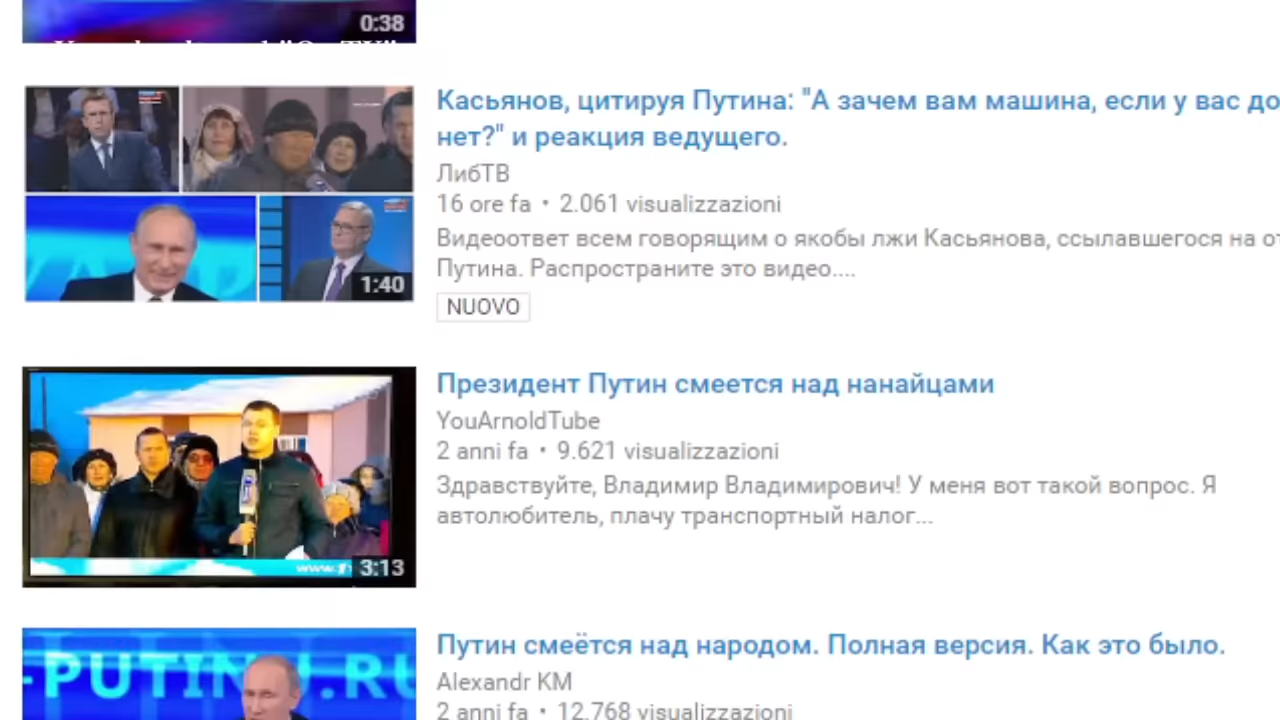 0:38
Касьянов, цитируя Путина: "А зачем вам машина, если у вас до
нет?" и реакция ведущего.
ЛибТВ
16 ore fa • 2.061 visualizzazioni
Видеоответ всем говорящим о якобы лжи Касьянова, ссылавшегося на от
Путина. Распространите это видео....
1:40
NUOVO
Президент Путин смеется над нанайцами
YouArnoldTube
2 anni fa • 9.621 visualizzazioni
Здравствуйте, Владимир Владимирович! У меня вот такой вопрос. Я
автолюбитель, плачу транспортный налог...
www.1
3:13
Путин смеётся над народом. Полная версия. Как это было.
-PUTINU.RU
Alexandr KM
2 anni fa • 12.768 visualizzazioni